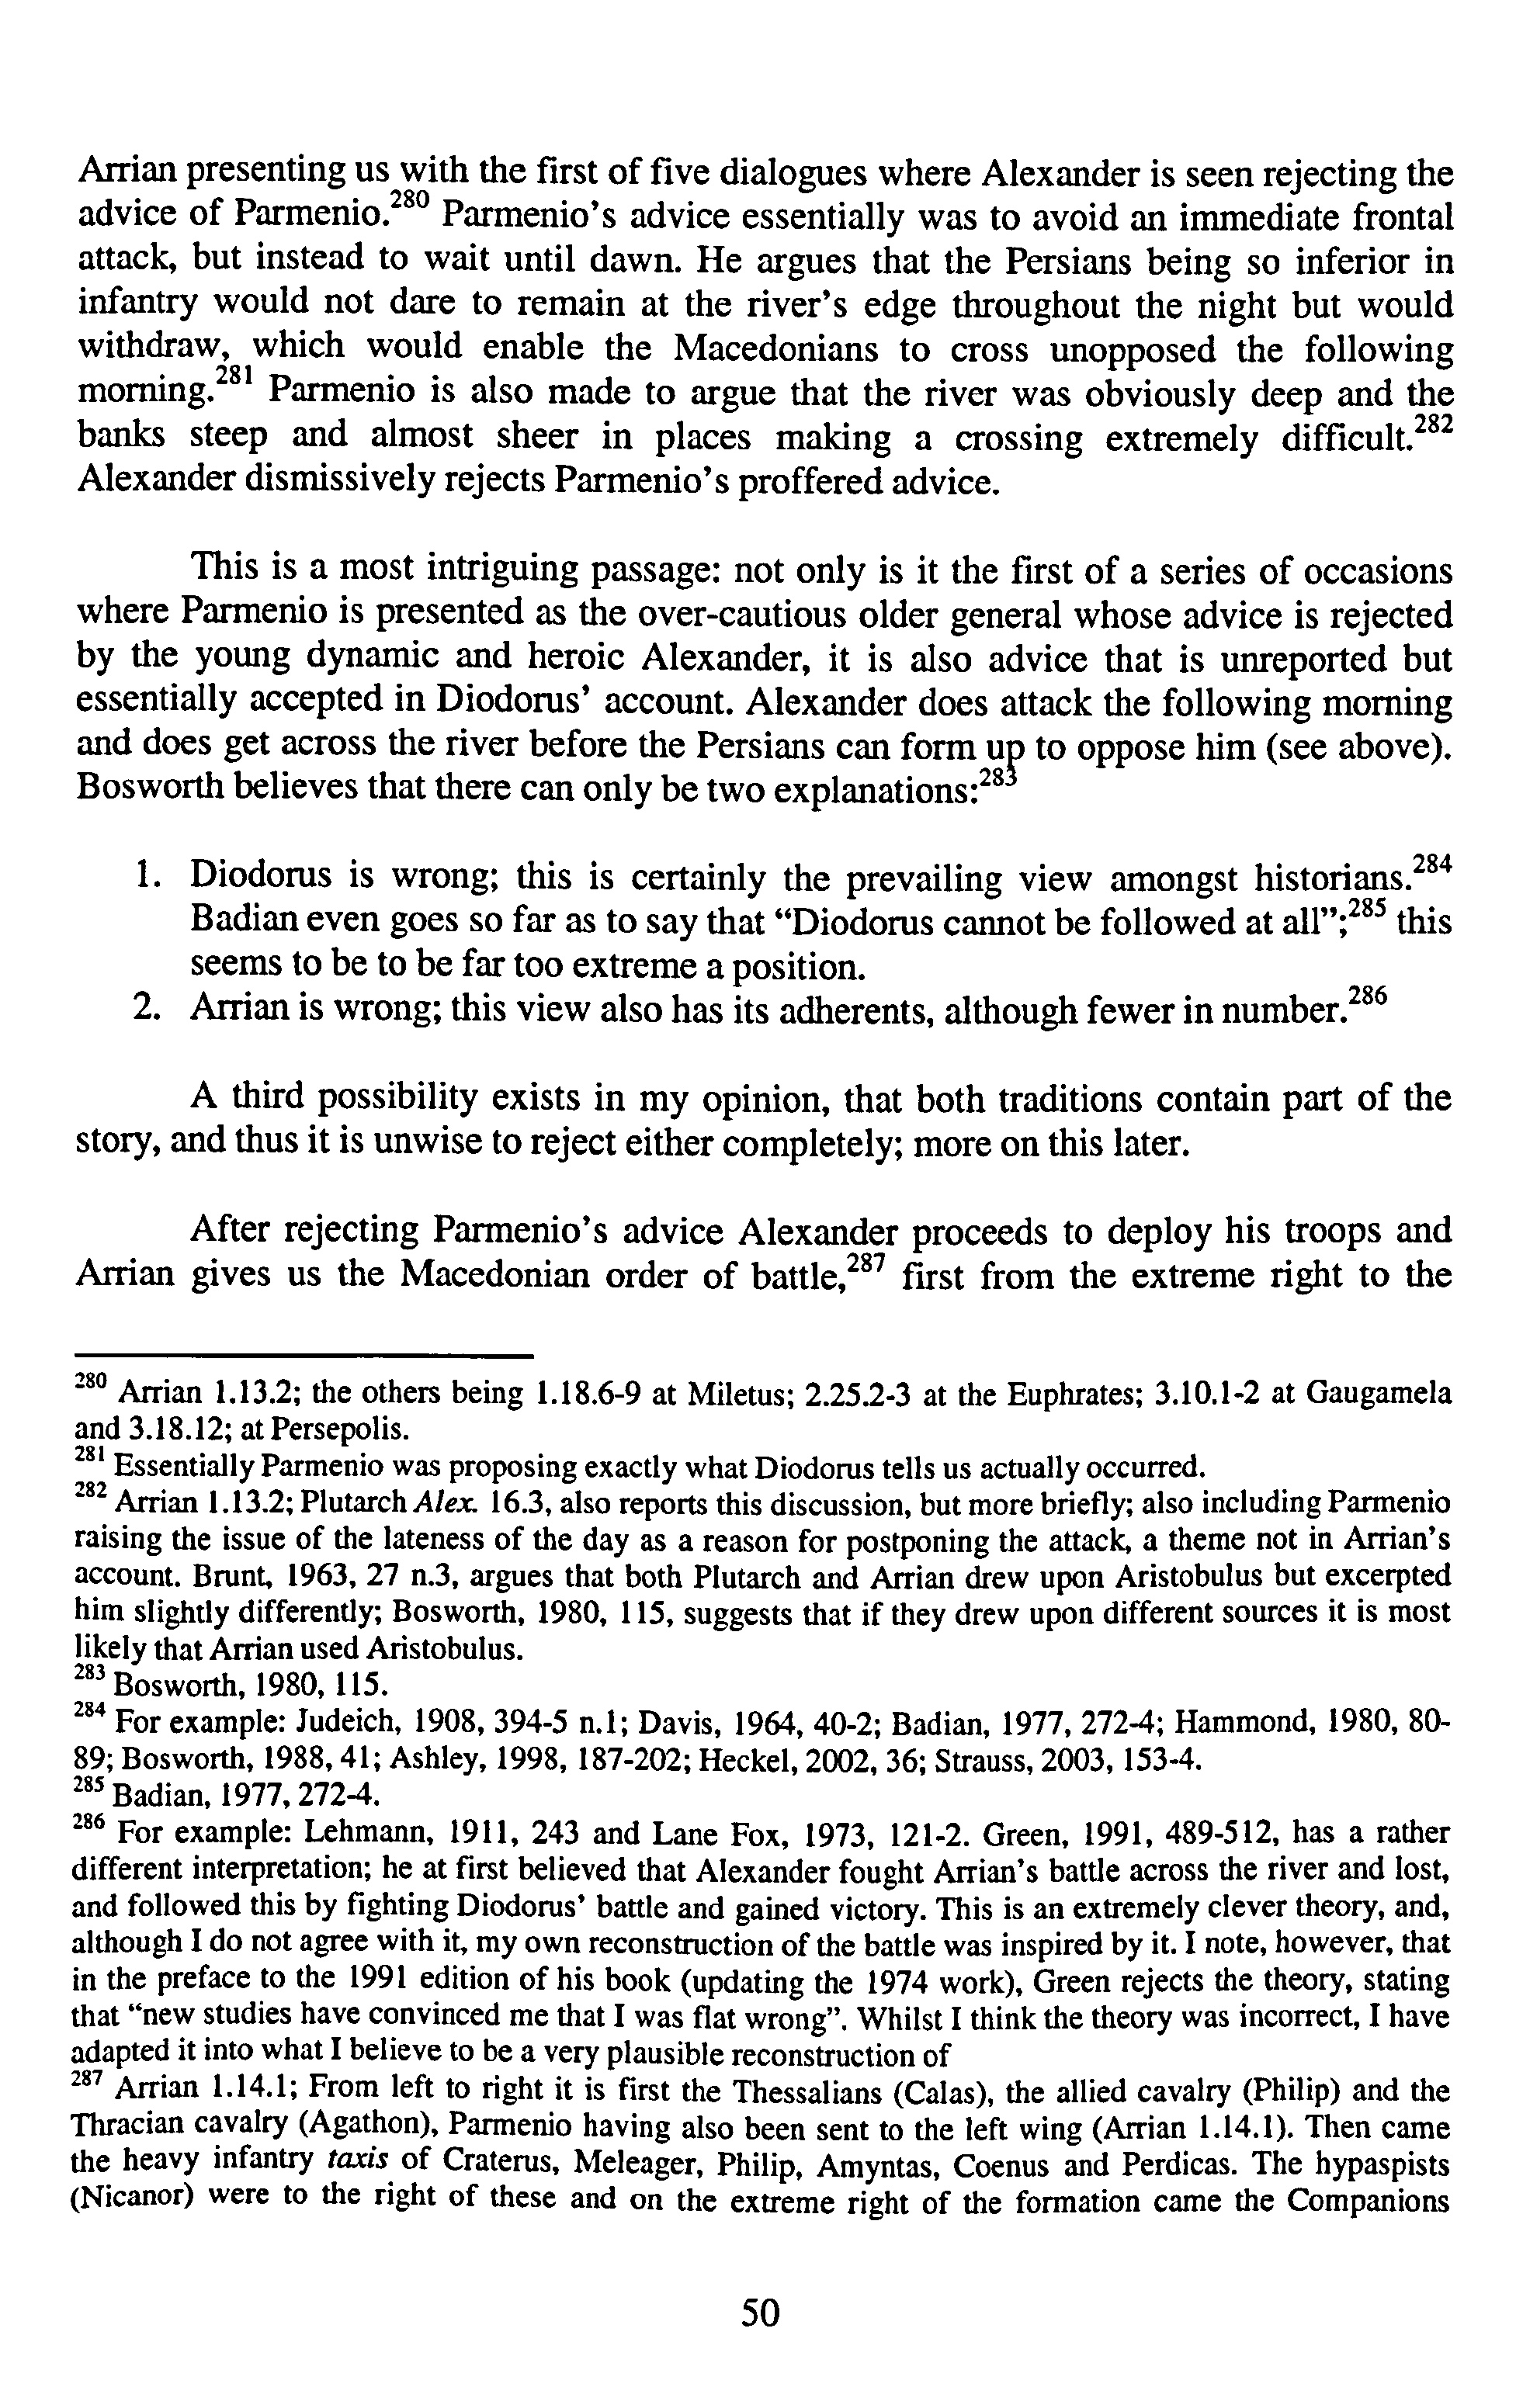 Arrian presenting us with the first of five dialogues where Alexander is seen rejecting the
advice of Parmenio.²⁸⁰ Parmenio's advice essentially was to avoid an immediate frontal
attack, but instead to wait until dawn. He argues that the Persians being so inferior in
infantry would not dare to remain at the river's edge throughout the night but would
withdraw, which would enable the Macedonians to cross unopposed the following
morning.²⁸¹ Parmenio is also made to argue that the river was obviously deep and the
banks steep and almost sheer in places making a crossing extremely difficult.²⁸²
Alexander dismissively rejects Parmenio's proffered advice.
This is a most intriguing passage: not only is it the first of a series of occasions
where Parmenio is presented as the over-cautious older general whose advice is rejected
by the young dynamic and heroic Alexander, it is also advice that is unreported but
essentially accepted in Diodorus' account. Alexander does attack the following morning
and does get across the river before the Persians can form up to oppose him (see above).
Bosworth believes that there can only be two explanations:²⁸³
1. Diodorus is wrong; this is certainly the prevailing view amongst historians.²⁸⁴
Badian even goes so far as to say that "Diodorus cannot be followed at all";²⁸⁵ this
seems to be to be far too extreme a position.
2. Arrian is wrong; this view also has its adherents, although fewer in number.²⁸⁶
A third possibility exists in my opinion, that both traditions contain part of the
story, and thus it is unwise to reject either completely; more on this later.
After rejecting Parmenio's advice Alexander proceeds to deploy his troops and
Arrian gives us the Macedonian order of battle,²⁸⁷ first from the extreme right to the
²⁸⁰ Arrian 1.13.2; the others being 1.18.6-9 at Miletus; 2.25.2-3 at the Euphrates; 3.10.1-2 at Gaugamela
and 3.18.12; at Persepolis.
²⁸¹ Essentially Parmenio was proposing exactly what Diodorus tells us actually occurred.
²⁸² Arrian 1.13.2; Plutarch Alex. 16.3, also reports this discussion, but more briefly; also including Parmenio
raising the issue of the lateness of the day as a reason for postponing the attack, a theme not in Arrian's
account. Brunt, 1963, 27 n.3, argues that both Plutarch and Arrian drew upon Aristobulus but excerpted
him slightly differently; Bosworth, 1980, 115, suggests that if they drew upon different sources it is most
likely that Arrian used Aristobulus.
²⁸³ Bosworth, 1980, 115.
²⁸⁴ For example: Judeich, 1908, 394-5 n.1; Davis, 1964, 40-2; Badian, 1977, 272-4; Hammond, 1980, 80-
89; Bosworth, 1988, 41; Ashley, 1998, 187-202; Heckel, 2002, 36; Strauss, 2003, 153-4.
²⁸⁵ Badian, 1977, 272-4.
²⁸⁶ For example: Lehmann, 1911, 243 and Lane Fox, 1973, 121-2. Green, 1991, 489-512, has a rather
different interpretation; he at first believed that Alexander fought Arrian's battle across the river and lost,
and followed this by fighting Diodorus' battle and gained victory. This is an extremely clever theory, and,
although I do not agree with it, my own reconstruction of the battle was inspired by it. I note, however, that
in the preface to the 1991 edition of his book (updating the 1974 work), Green rejects the theory, stating
that "new studies have convinced me that I was flat wrong". Whilst I think the theory was incorrect, I have
adapted it into what I believe to be a very plausible reconstruction of
²⁸⁷ Arrian 1.14.1; From left to right it is first the Thessalians (Calas), the allied cavalry (Philip) and the
Thracian cavalry (Agathon), Parmenio having also been sent to the left wing (Arrian 1.14.1). Then came
the heavy infantry taxis of Craterus, Meleager, Philip, Amyntas, Coenus and Perdicas. The hypaspists
(Nicanor) were to the right of these and on the extreme right of the formation came the Companions
50